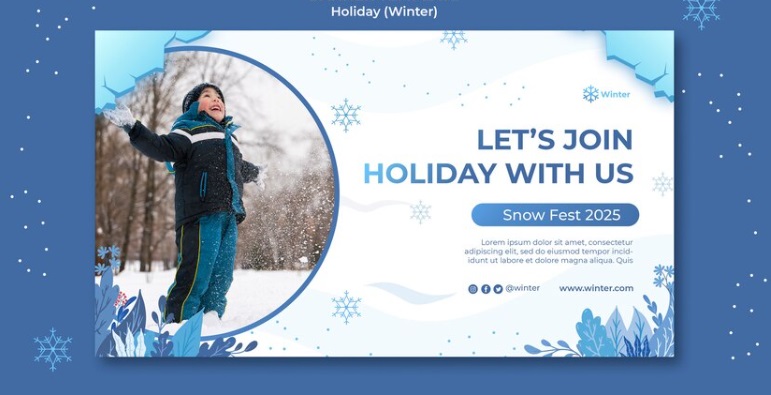 Holiday (Winter)
Winter
LET'S JOIN
HOLIDAY WITH US
Snow Fest 2025
Lorem ipsum dolor sit amet, consectetur
adipiscing elit, sed do eiusmod tempor incid-
idunt ut labore et dolore magna aliqua. Quis
@winter www.winter.com